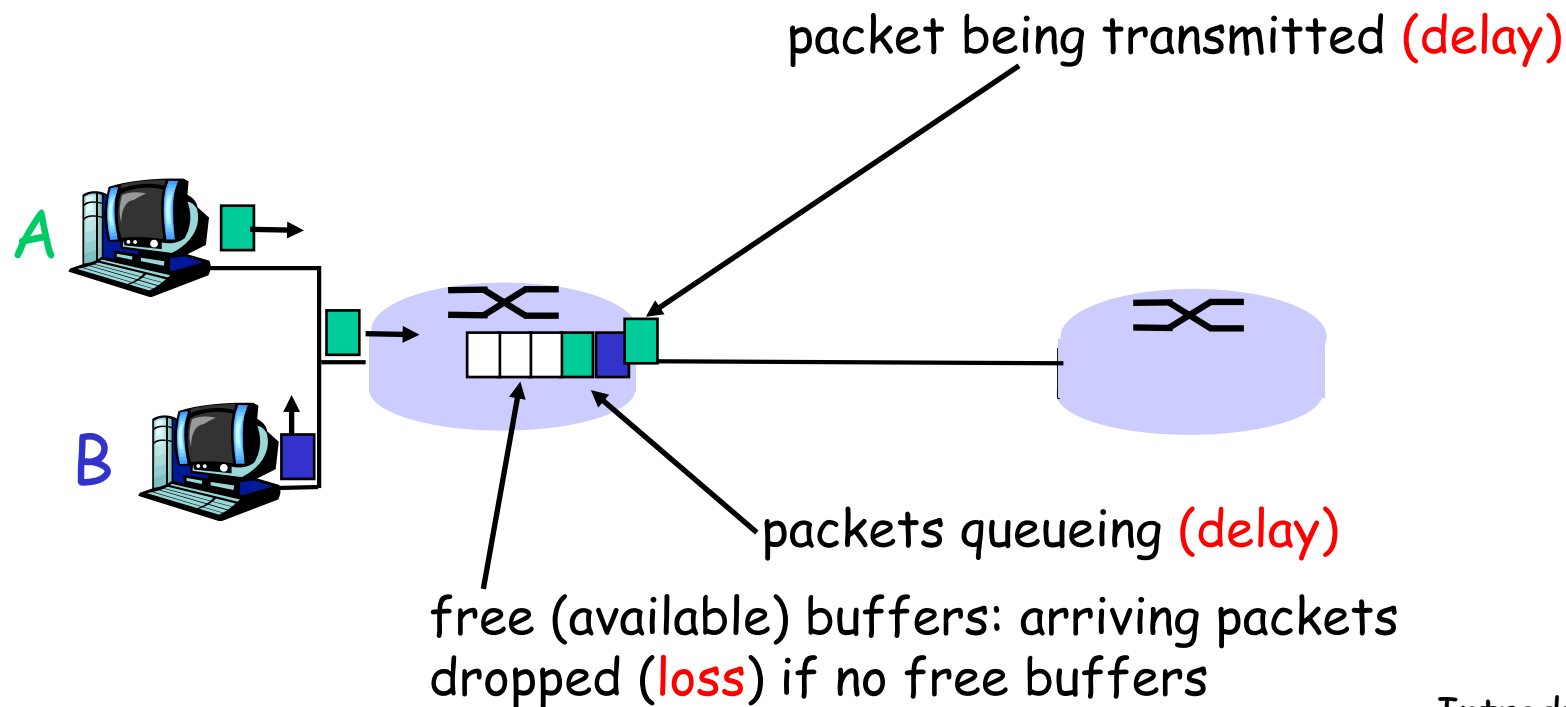 packet being transmitted (delay)
A
B
packets queueing (delay)
free (available) buffers: arriving packets
dropped (loss) if no free buffers